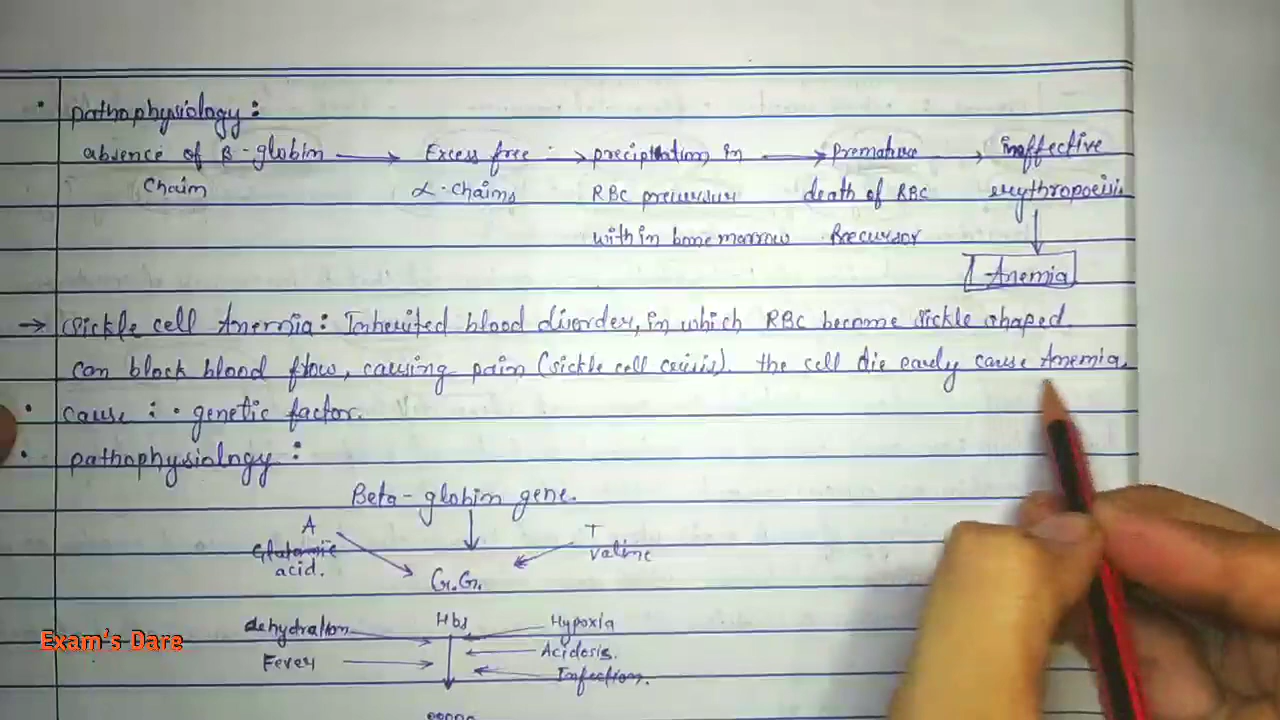 • pathophysiology:
absence of β-globin → Excess free → precipitation in → Premature → ineffective
Chain α-chains RBC precursur death of RBC erythropoeisis
within bone marrow Precursor
Anemia
→ Sickle cell Anemia: Inherited blood disorder, in which RBC become sickle shaped
can block blood flow, causing pain (sickle cell crisis). the cell die early cause Anemia.
• cause : • genetic factor.
• pathophysiology :
Beta-globin gene.
A T
Glutamic valine
acid.
G.G.
dehydration Hbs Hypoxia
Acidosis.
Fever
Infection.
Exam's Dare